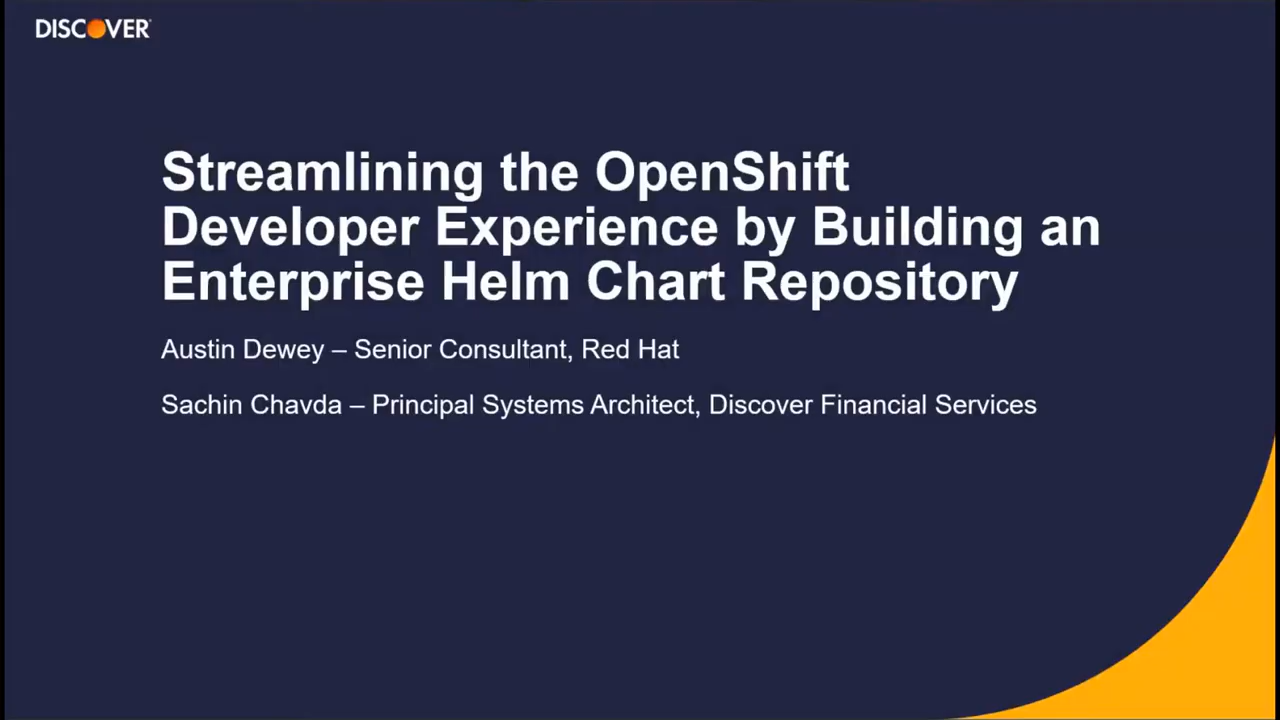 DISCOVER
Streamlining the OpenShift
Developer Experience by Building an
Enterprise Helm Chart Repository
Austin Dewey – Senior Consultant, Red Hat
Sachin Chavda – Principal Systems Architect, Discover Financial Services